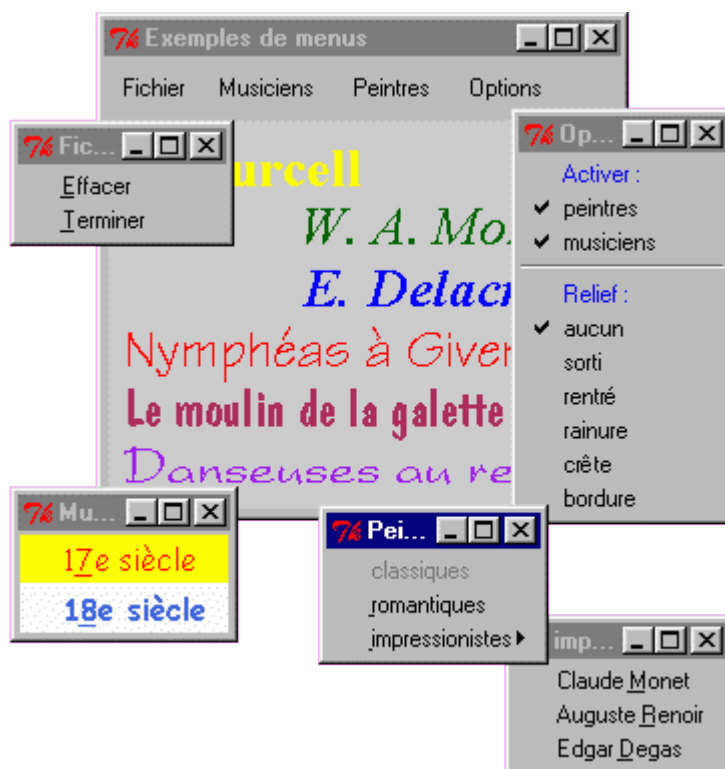 Exemples de menus
Fichier Musiciens Peintres Options
Fic...
Effacer
Terminer
Op...
Activer :
peintres
musiciens
Relief :
aucun
sorti
rentré
rainure
crête
bordure
urcell
W. A. Mo
E. Delac
Nymphéas à Giver
Le moulin de la galette
Danseuses au re
Mu...
17e siècle
18e siècle
Pei...
classiques
romantiques
impressionistes
imp...
Claude Monet
Auguste Renoir
Edgar Degas